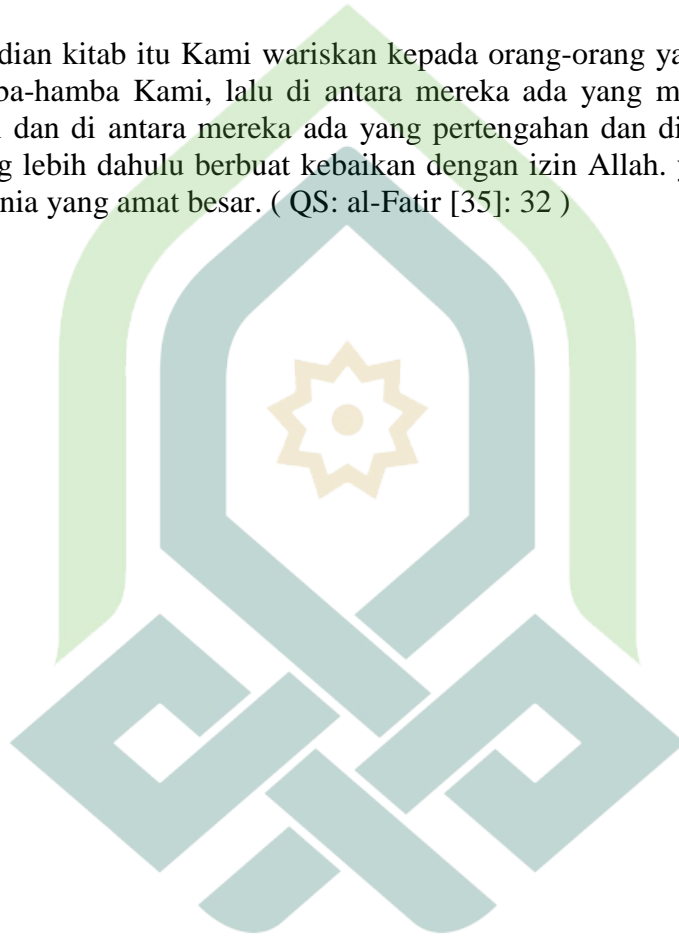 dian kitab itu Kami wariskan kepada orang-orang ya
ba-hamba Kami, lalu di antara mereka ada yang m
dan di antara mereka ada yang pertengahan dan di
g lebih dahulu berbuat kebaikan dengan izin Allah.
nia yang amat besar. ( QS: al-Fatir [35]: 32 )